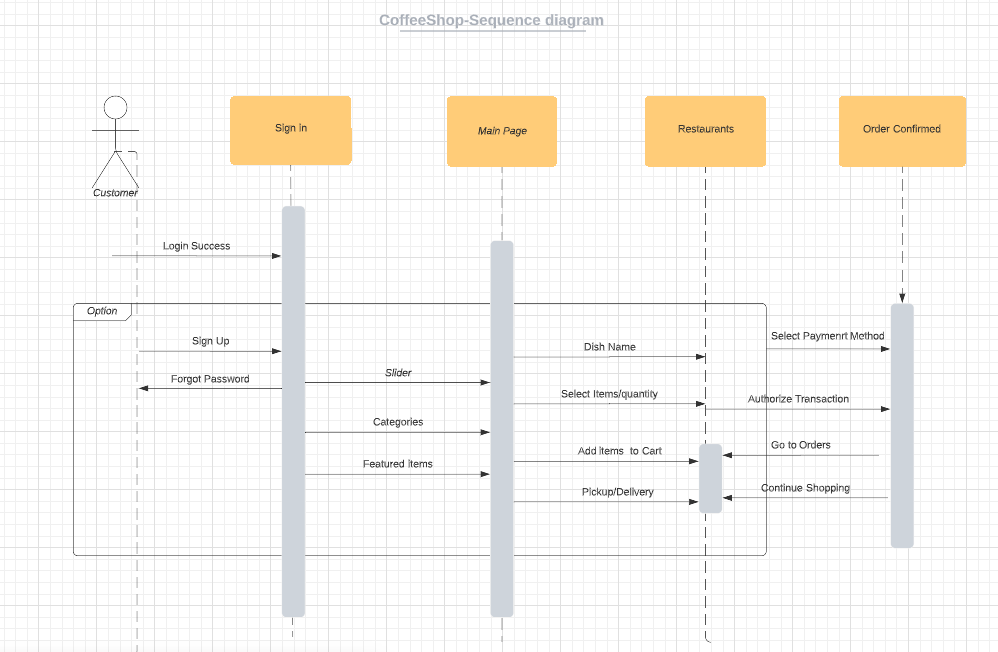 CoffeeShop-Sequence diagram
Sign in
Main Page
Restaurants
Order Confirmed
Customer
Login Success
Option
Sign Up
Dish Name
Select Paymenrt Method
Forgot Password
Slider
Select Items/quantity
Authorize Transaction
Categories
Add items to Cart
Go to Orders
Featured items
Pickup/Delivery
Continue Shopping